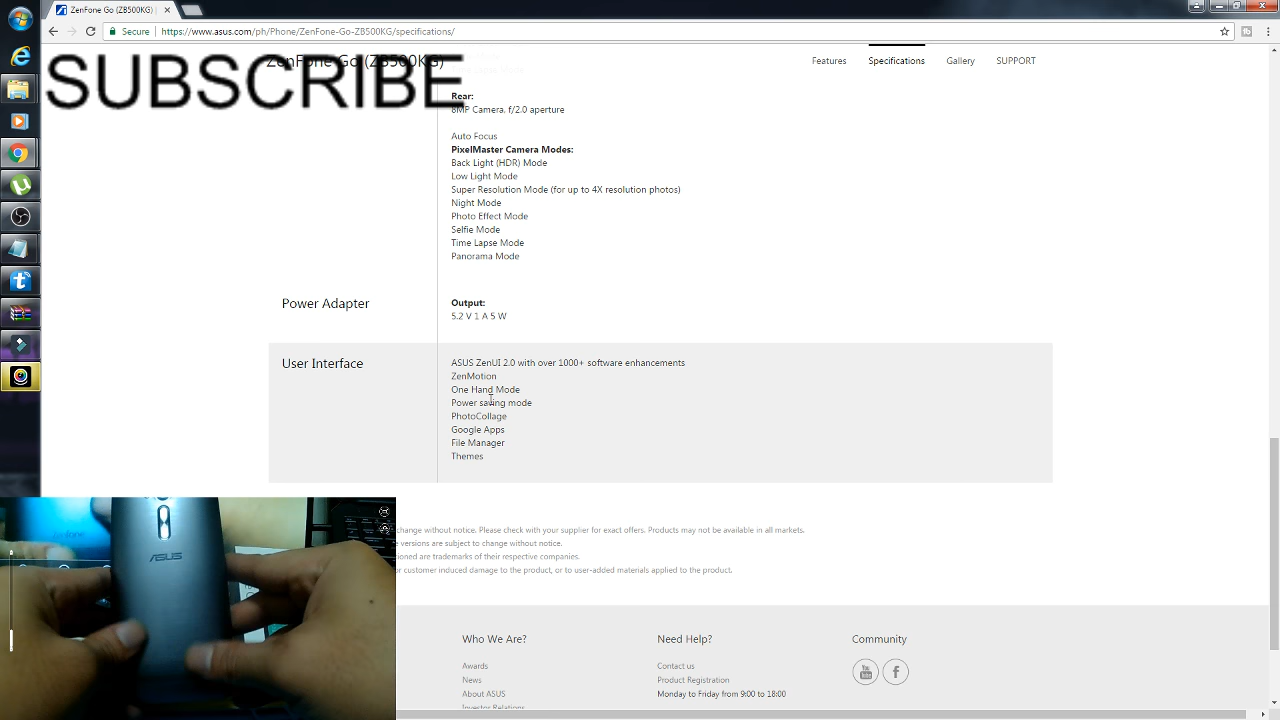 ZenFone Go (ZB500KG) |
Secure
https://www.asus.com/ph/Phone/ZenFone-Go-ZB500KG/specifications/
ZenFone Go (ZB500KG)
SUBSCRIBE
Features
Specifications
Gallery
SUPPORT
Rear:
8MP Camera, f/2.0 aperture
Auto Focus
PixelMaster Camera Modes:
Back Light (HDR) Mode
Low Light Mode
Super Resolution Mode (for up to 4X resolution photos)
Night Mode
Photo Effect Mode
Selfie Mode
Time Lapse Mode
Panorama Mode
Power Adapter
Output:
5.2 V 1 A 5 W
User Interface
ASUS ZenUI 2.0 with over 1000+ software enhancements
ZenMotion
One Hand Mode
Power saving mode
PhotoCollage
Google Apps
File Manager
Themes
change without notice. Please check with your supplier for exact offers. Products may not be available in all markets.
versions are subject to change without notice.
are trademarks of their respective companies.
or customer induced damage to the product, or to user-added materials applied to the product.
ASUS
Who We Are?
Need Help?
Community
Awards
Contact us
News
Product Registration
About ASUS
Monday to Friday from 9:00 to 18:00
Investor Relations